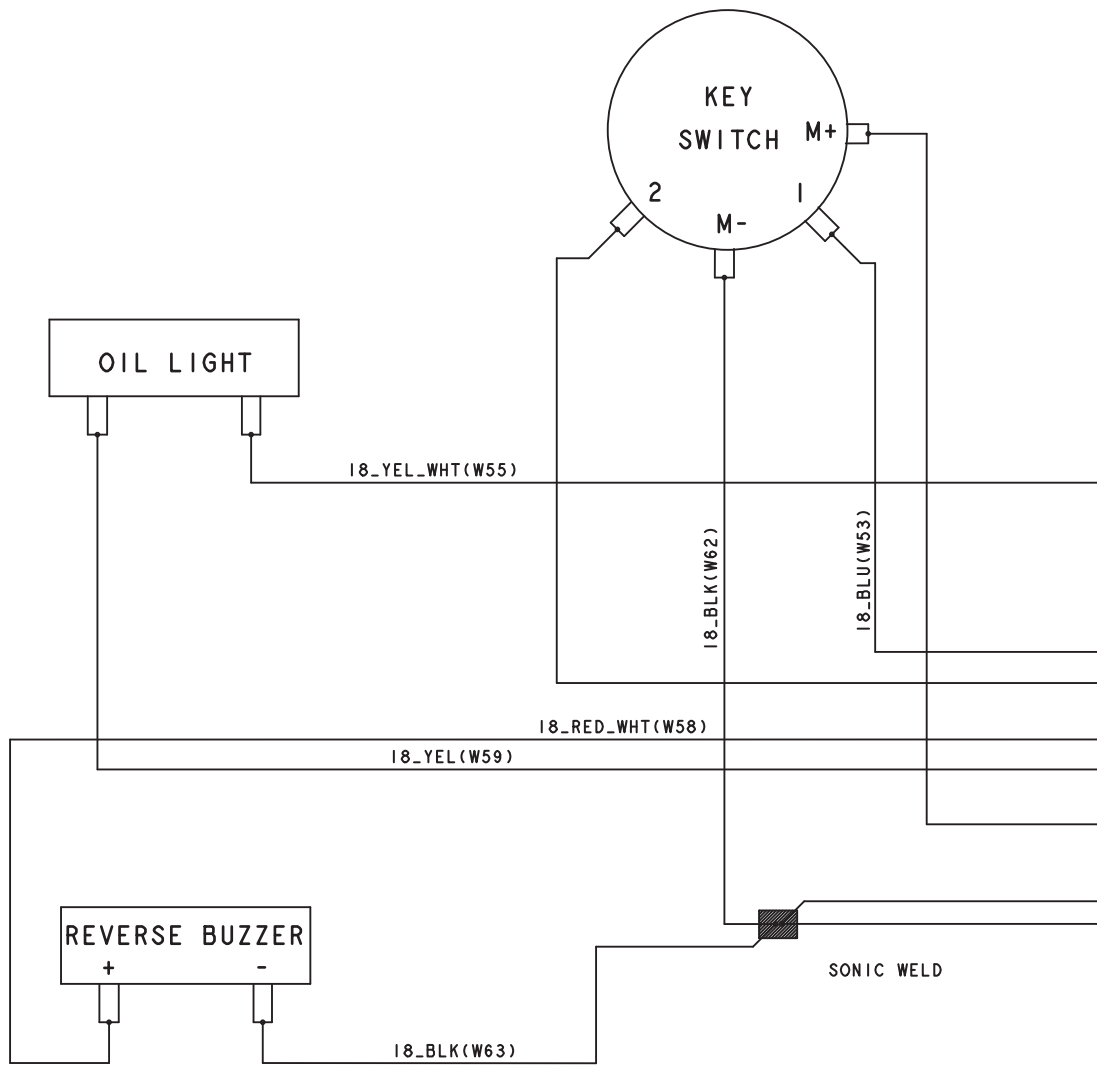 KEY
SWITCH
M+
2
1
M-
OIL LIGHT
18_YEL_WHT(W55)
18_BLK(W62)
18_BLU(W53)
18_RED_WHT(W58)
18_YEL(W59)
REVERSE BUZZER
+ -
SONIC WELD
18_BLK(W63)